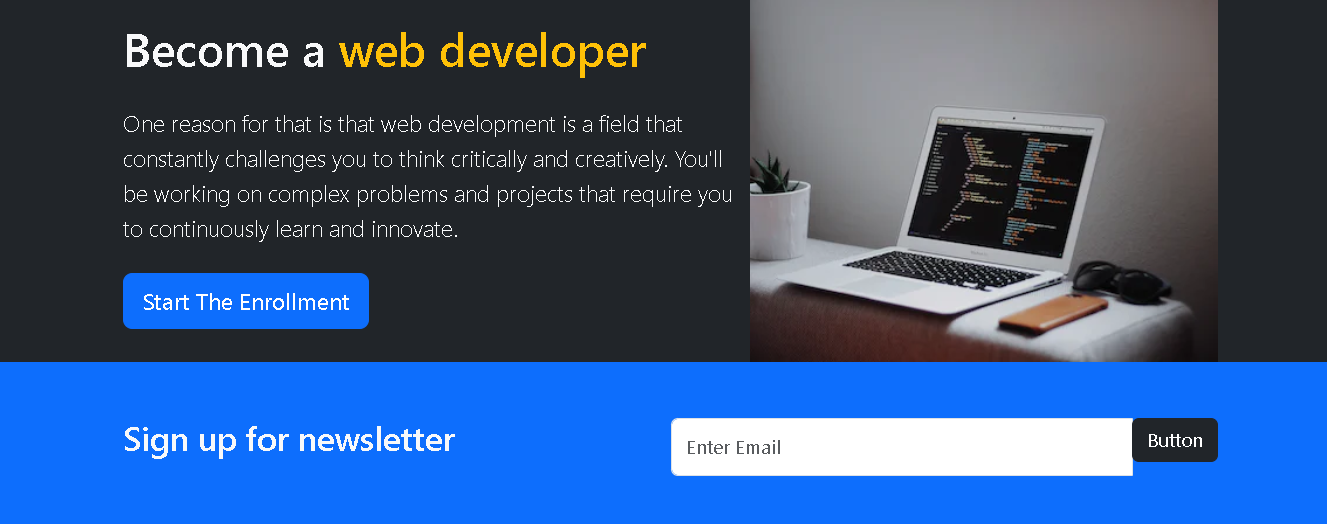 Become a web developer
One reason for that is that web development is a field that
constantly challenges you to think critically and creatively. You'll
be working on complex problems and projects that require you
to continuously learn and innovate.
Start The Enrollment
Sign up for newsletter
Enter Email
Button